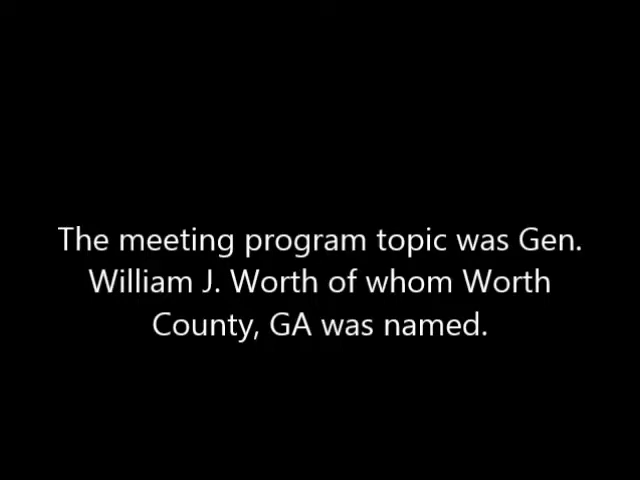 The meeting program topic was Gen.
William J. Worth of whom Worth
County, GA was named.